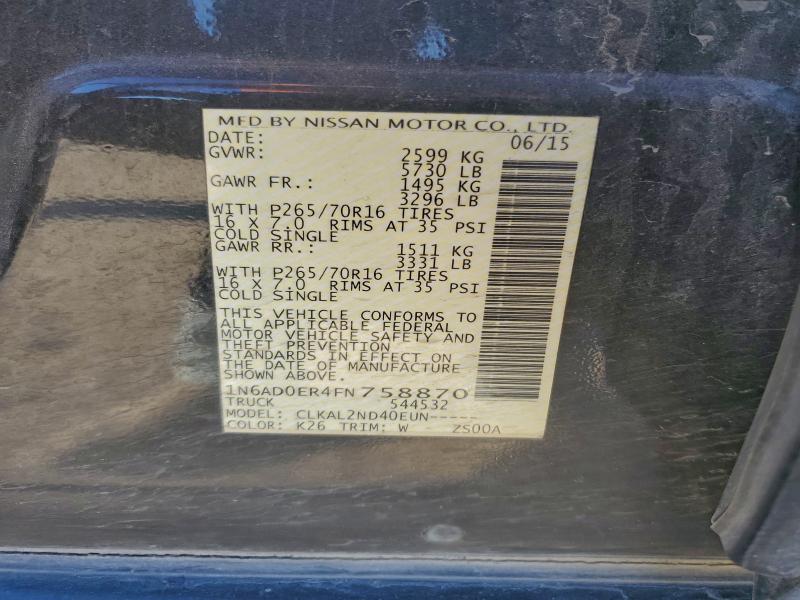 MFD BY NISSAN MOTOR CO., LTD.
DATE: 06/15
GVWR: 2599 KG
5730 LB
GAWR FR.: 1495 KG
3296 LB
WITH P265/70R16 TIRES
16 X 7.0 RIMS AT 35 PSI
COLD SINGLE
GAWR RR.: 1511 KG
3331 LB
WITH P265/70R16 TIRES
16 X 7.0 RIMS AT 35 PSI
COLD SINGLE
THIS VEHICLE CONFORMS TO
ALL APPLICABLE FEDERAL
MOTOR VEHICLE SAFETY AND
THEFT PREVENTION
STANDARDS IN EFFECT ON
THE DATE OF MANUFACTURE
SHOWN ABOVE.
1N6AD0ER4FN758870
TRUCK 544532
MODEL: CLKAL2ND40EUN-----
COLOR: K26 TRIM: W - ZS00A